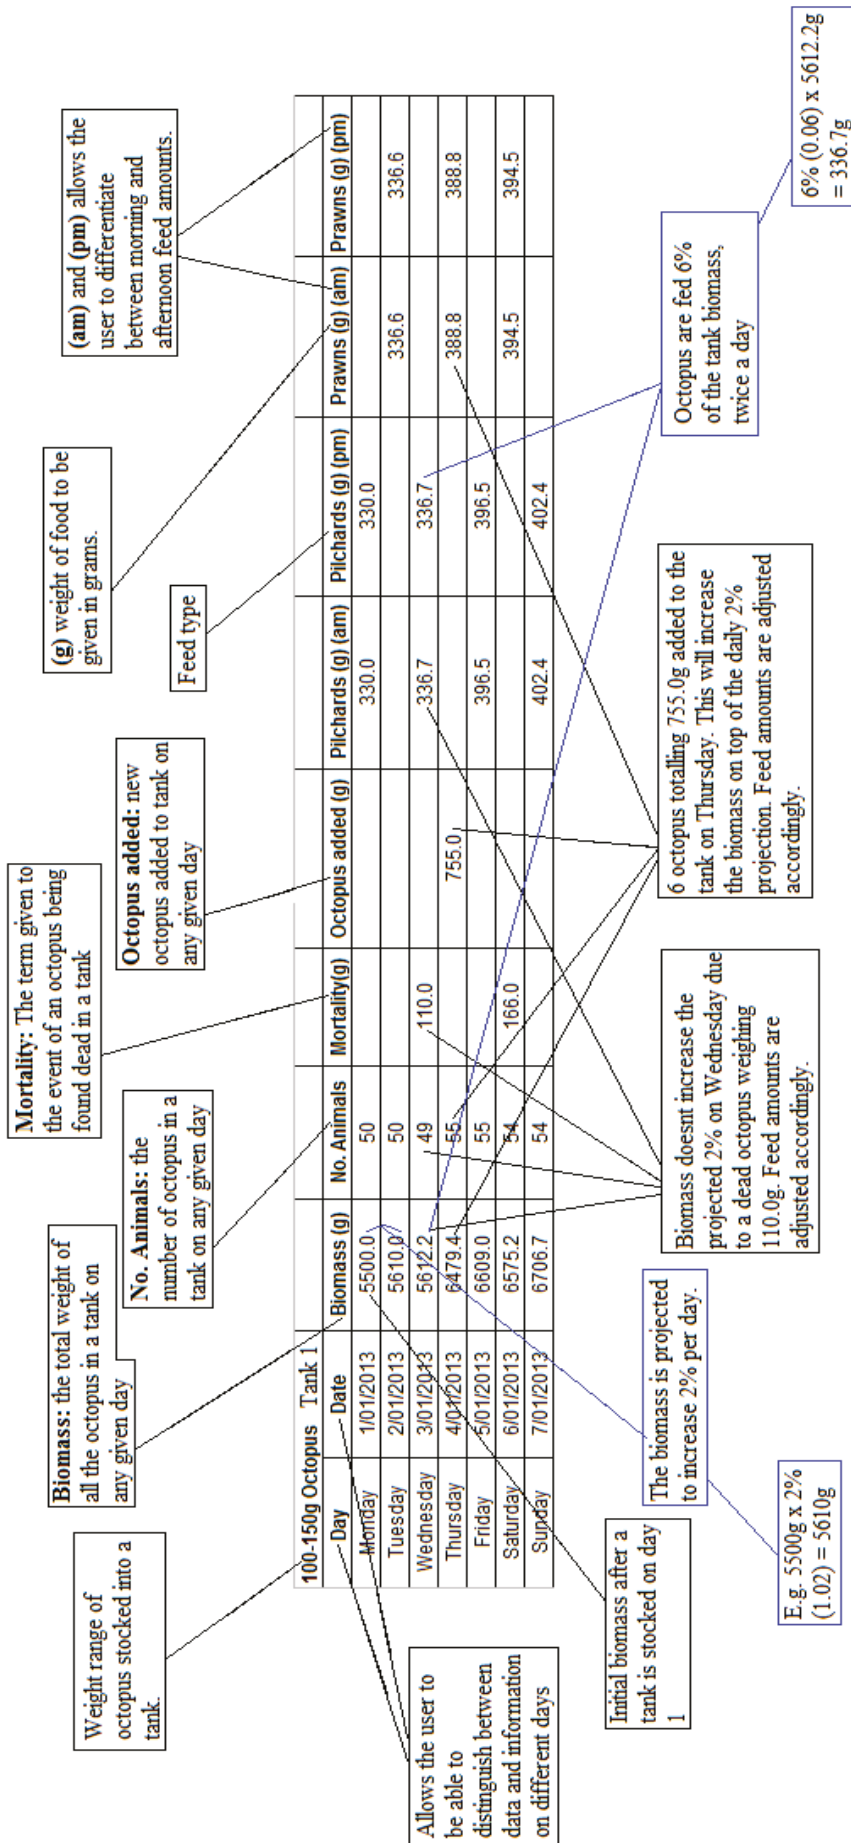 Weight range of
octopus stocked into a
tank.
Biomass: the total weight of
all the octopus in a tank on
any given day
No. Animals: the
number of octopus in a
tank on any given day
Mortality: The term given to
the event of an octopus being
found dead in a tank
Octopus added: new
octopus added to tank on
any given day
(g) weight of food to be
given in grams.
Feed type
(am) and (pm) allows the
user to differentiate
between morning and
afternoon feed amounts.
100-150g Octopus Tank 1
Day Date Biomass (g) No. Animals Mortality(g) Octopus added (g) Pilchards (g) (am) Pilchards (g) (pm) Prawns (g) (am) Prawns (g) (pm)
Monday 1/01/2013 5500.0 50 330.0 330.0
Tuesday 2/01/2013 5610.0 50 336.6 336.6
Wednesday 3/01/2013 5612.2 49 110.0 336.7 336.7
Thursday 4/01/2013 6479.4 55 755.0 388.8 388.8
Friday 5/01/2013 6609.0 55 396.5 396.5
Saturday 6/01/2013 6575.2 54 166.0 394.5 394.5
Sunday 7/01/2013 6706.7 54 402.4 402.4
Allows the user to
be able to
distinguish between
data and information
on different days
Initial biomass after a
tank is stocked on day
1
The biomass is projected
to increase 2% per day.
E.g. 5500g x 2%
(1.02) = 5610g
Biomass doesnt increase the
projected 2% on Wednesday due
to a dead octopus weighing
110.0g. Feed amounts are
adjusted accordingly.
6 octopus totalling 755.0g added to the
tank on Thursday. This will increase
the biomass on top of the daily 2%
projection. Feed amounts are adjusted
accordingly.
Octopus are fed 6%
of the tank biomass,
twice a day
6% (0.06) x 5612.2g
= 336.7g